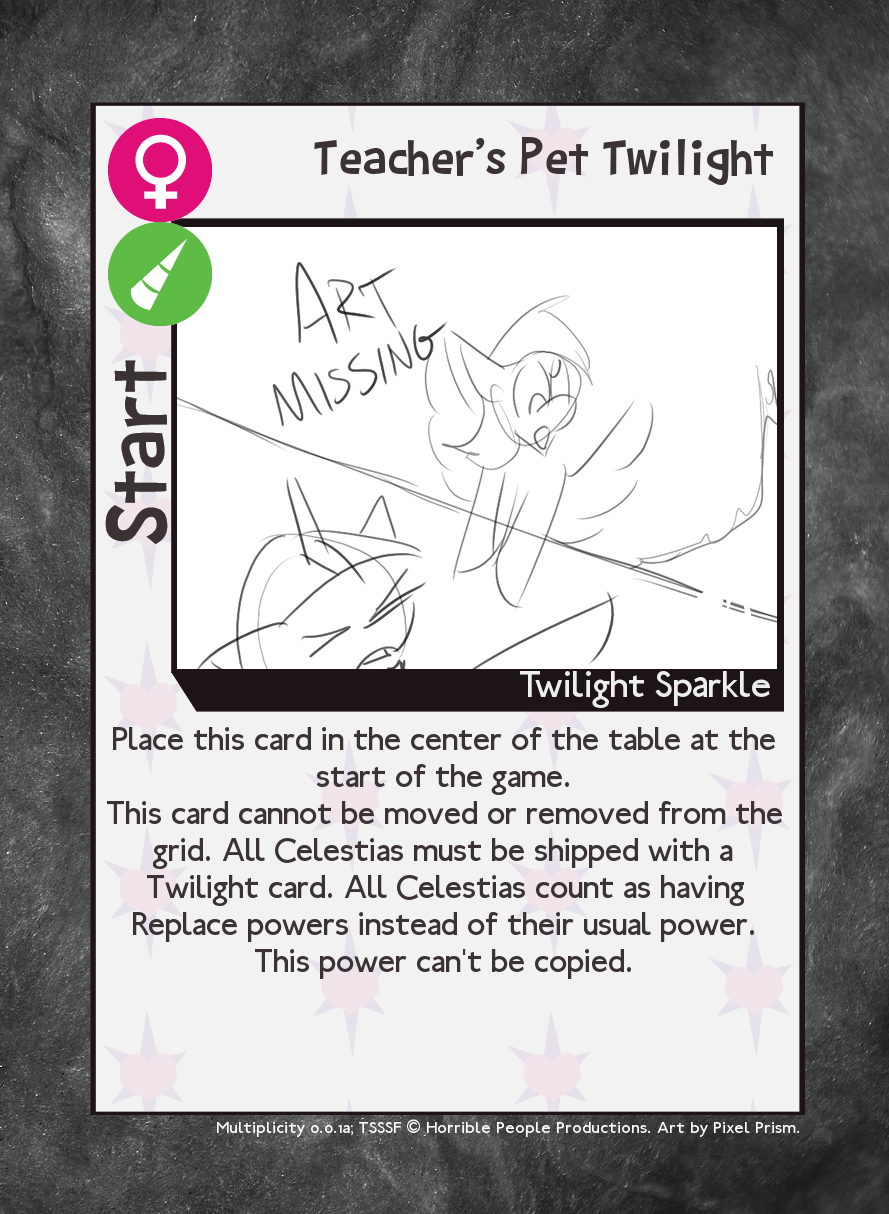 Teacher's Pet Twilight
ART
MISSING
Start
Twilight Sparkle
Place this card in the center of the table at the
start of the game.
This card cannot be moved or removed from the
grid. All Celestias must be shipped with a
Twilight card. All Celestias count as having
Replace powers instead of their usual power.
This power can't be copied.
Multiplicity 0.0.1a; TSSSF © Horrible People Productions. Art by Pixel Prism.